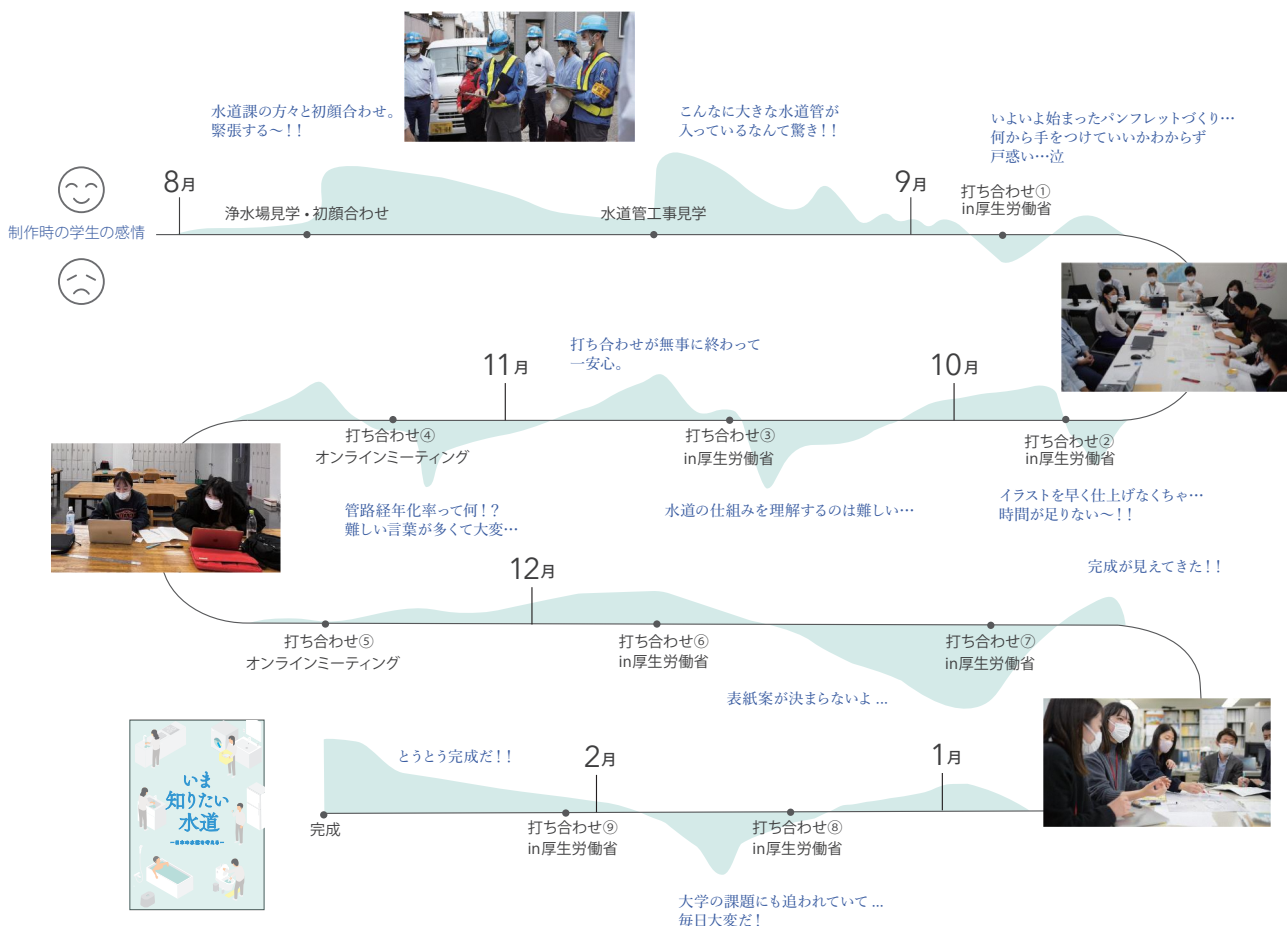 水道課の方々と初顔合わせ。
緊張する〜！！
こんなに大きな水道管が
入っているなんて驚き！！
いよいよ始まったパンフレットづくり…
何から手をつけていいかわからず
戸惑い…泣
8月
浄水場見学・初顔合わせ
水道管工事見学
9月
打ち合わせ①
in厚生労働省
制作時の学生の感情
10月
打ち合わせ②
in厚生労働省
イラストを早く仕上げなくちゃ…
時間が足りない〜！！
打ち合わせが無事に終わって
一安心。
打ち合わせ③
in厚生労働省
水道の仕組みを理解するのは難しい…
11月
打ち合わせ④
オンラインミーティング
管路経年化率って何！？
難しい言葉が多くて大変…
打ち合わせ⑤
オンラインミーティング
12月
打ち合わせ⑥
in厚生労働省
表紙案が決まらないよ...
打ち合わせ⑦
in厚生労働省
完成が見えてきた！！
1月
打ち合わせ⑧
in厚生労働省
大学の課題にも追われていて...
毎日大変だ！
2月
打ち合わせ⑨
in厚生労働省
とうとう完成だ！！
完成
いま
知りたい
水道